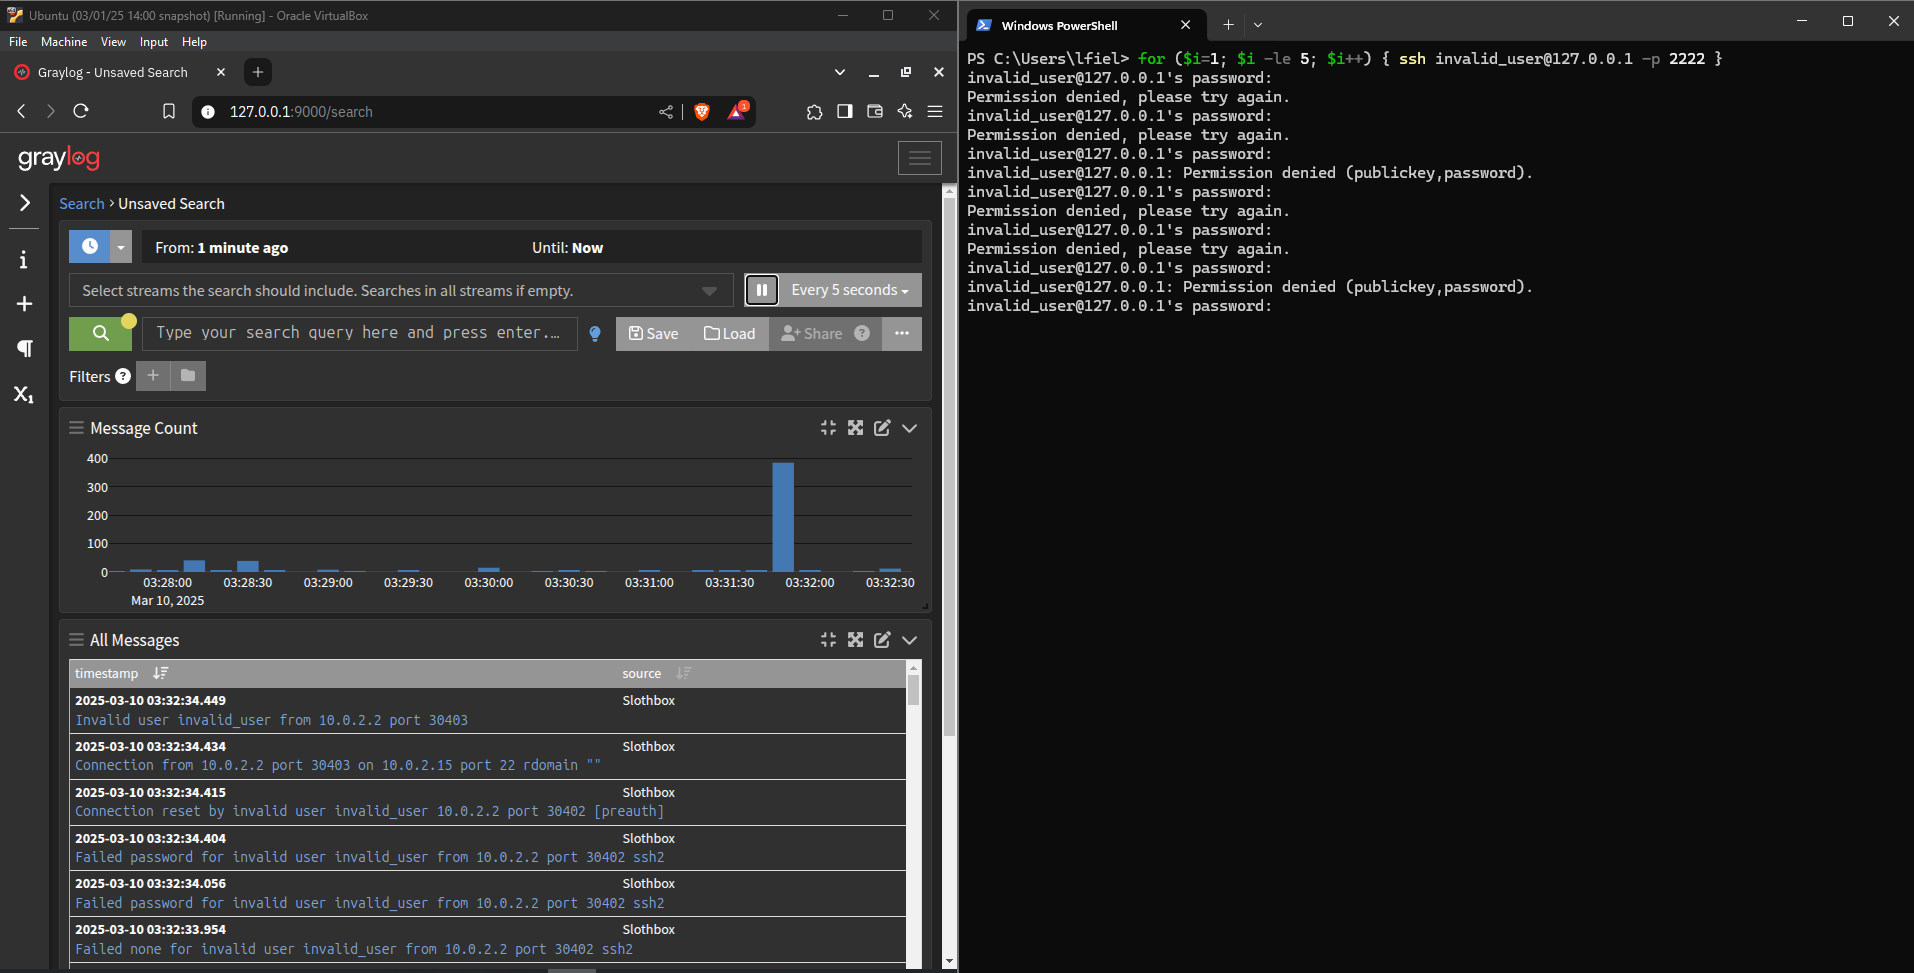 Ubuntu (03/01/25 14:00 snapshot) [Running] - Oracle VirtualBox
File Machine View Input Help
Graylog - Unsaved Search
127.0.0.1:9000/search
1
graylog
Search › Unsaved Search
From: 1 minute ago Until: Now
Select streams the search should include. Searches in all streams if empty.
Every 5 seconds
Type your search query here and press enter.…
Save Load Share ? ···
Filters ?
X₁
Message Count
400
300
200
100
0
03:28:00 03:28:30 03:29:00 03:29:30 03:30:00 03:30:30 03:31:00 03:31:30 03:32:00 03:32:30
Mar 10, 2025
All Messages
timestamp source
2025-03-10 03:32:34.449 Slothbox
Invalid user invalid_user from 10.0.2.2 port 30403
2025-03-10 03:32:34.434 Slothbox
Connection from 10.0.2.2 port 30403 on 10.0.2.15 port 22 rdomain ""
2025-03-10 03:32:34.415 Slothbox
Connection reset by invalid user invalid_user 10.0.2.2 port 30402 [preauth]
2025-03-10 03:32:34.404 Slothbox
Failed password for invalid user invalid_user from 10.0.2.2 port 30402 ssh2
2025-03-10 03:32:34.056 Slothbox
Failed password for invalid user invalid_user from 10.0.2.2 port 30402 ssh2
2025-03-10 03:32:33.954 Slothbox
Failed none for invalid user invalid_user from 10.0.2.2 port 30402 ssh2
Windows PowerShell
PS C:\Users\lfiel> for ($i=1; $i -le 5; $i++) { ssh invalid_user@127.0.0.1 -p 2222 }
invalid_user@127.0.0.1's password:
Permission denied, please try again.
invalid_user@127.0.0.1's password:
Permission denied, please try again.
invalid_user@127.0.0.1's password:
invalid_user@127.0.0.1: Permission denied (publickey,password).
invalid_user@127.0.0.1's password:
Permission denied, please try again.
invalid_user@127.0.0.1's password:
Permission denied, please try again.
invalid_user@127.0.0.1's password:
invalid_user@127.0.0.1: Permission denied (publickey,password).
invalid_user@127.0.0.1's password: